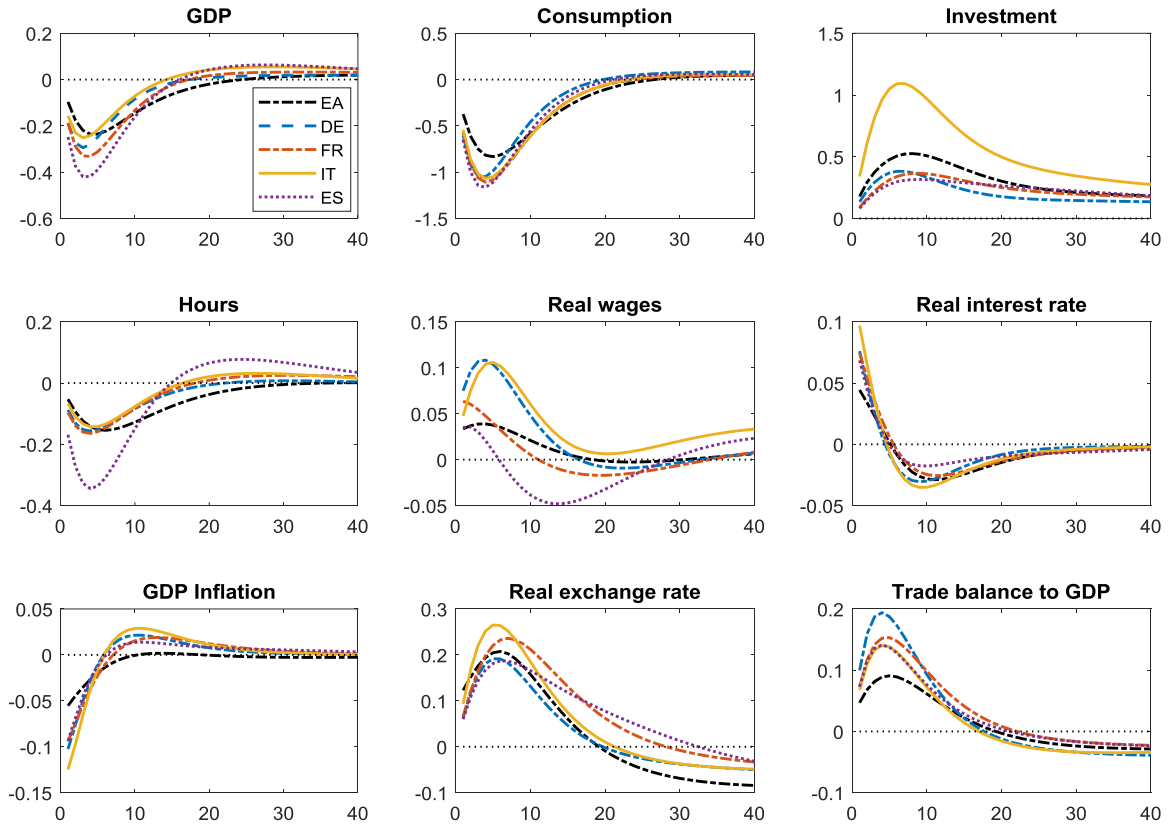 GDP
Consumption
Investment
0.2
0
-0.2
-0.4
-0.6
0 10 20 30 40
EA
DE
FR
IT
ES
0.5
0
-0.5
-1
-1.5
0 10 20 30 40
1.5
1
0.5
0
0 10 20 30 40
Hours
Real wages
Real interest rate
0.2
0
-0.2
-0.4
0 10 20 30 40
0.15
0.1
0.05
0
-0.05
0 10 20 30 40
0.1
0.05
0
-0.05
0 10 20 30 40
GDP Inflation
Real exchange rate
Trade balance to GDP
0.05
0
-0.05
-0.1
-0.15
0 10 20 30 40
0.3
0.2
0.1
0
-0.1
0 10 20 30 40
0.2
0.1
0
-0.1
0 10 20 30 40